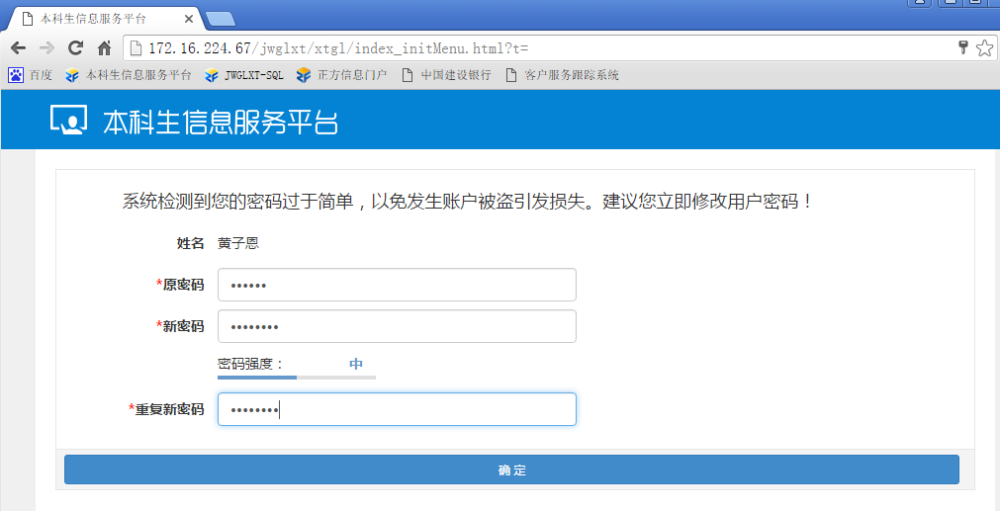 本科生信息服务平台
172.16.224.67/jwglxt/xtgl/index_initMenu.html?t=
百度 本科生信息服务平台 JWGLXT-SQL 正方信息门户 中国建设银行 客户服务跟踪系统
本科生信息服务平台
系统检测到您的密码过于简单，以免发生账户被盗引发损失。建议您立即修改用户密码！
姓名 黄子恩
*原密码 ••••••
*新密码 ••••••••
密码强度： 中
*重复新密码 ••••••••
确 定